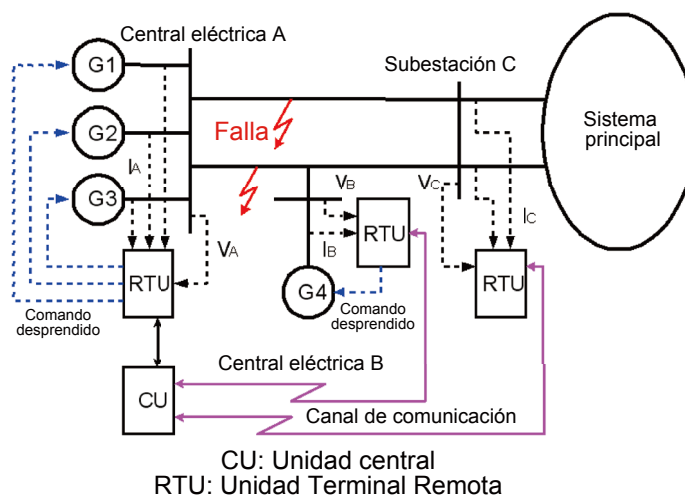 Central eléctrica A
G1
Subestación C
G2
Falla
Sistema
principal
IA
G3
VB
VC
RTU
IC
VA
IB
RTU
RTU
G4
Comando
desprendido
Comando
desprendido
Central eléctrica B
CU
Canal de comunicación
CU: Unidad central
RTU: Unidad Terminal Remota